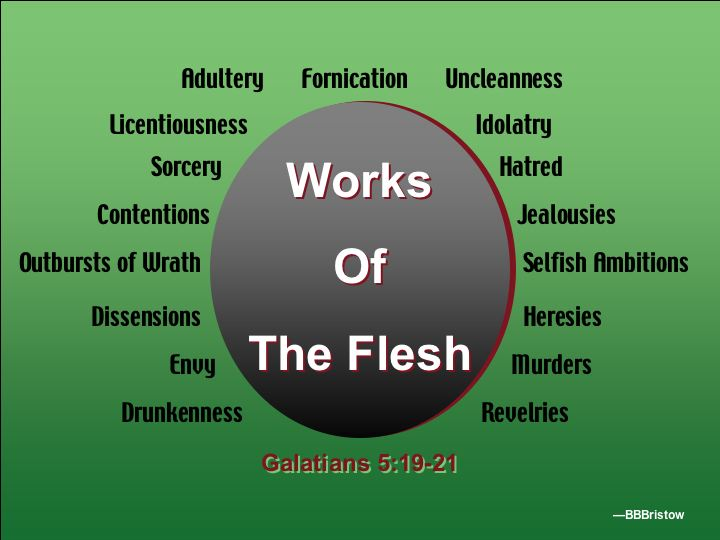 Adultery Fornication Uncleanness
Licentiousness Idolatry
Sorcery Hatred
Works
Contentions Jealousies
Outbursts of Wrath Selfish Ambitions
Of
Dissensions Heresies
The Flesh
Envy Murders
Drunkenness Revelries
Galatians 5:19-21
—BBBristow